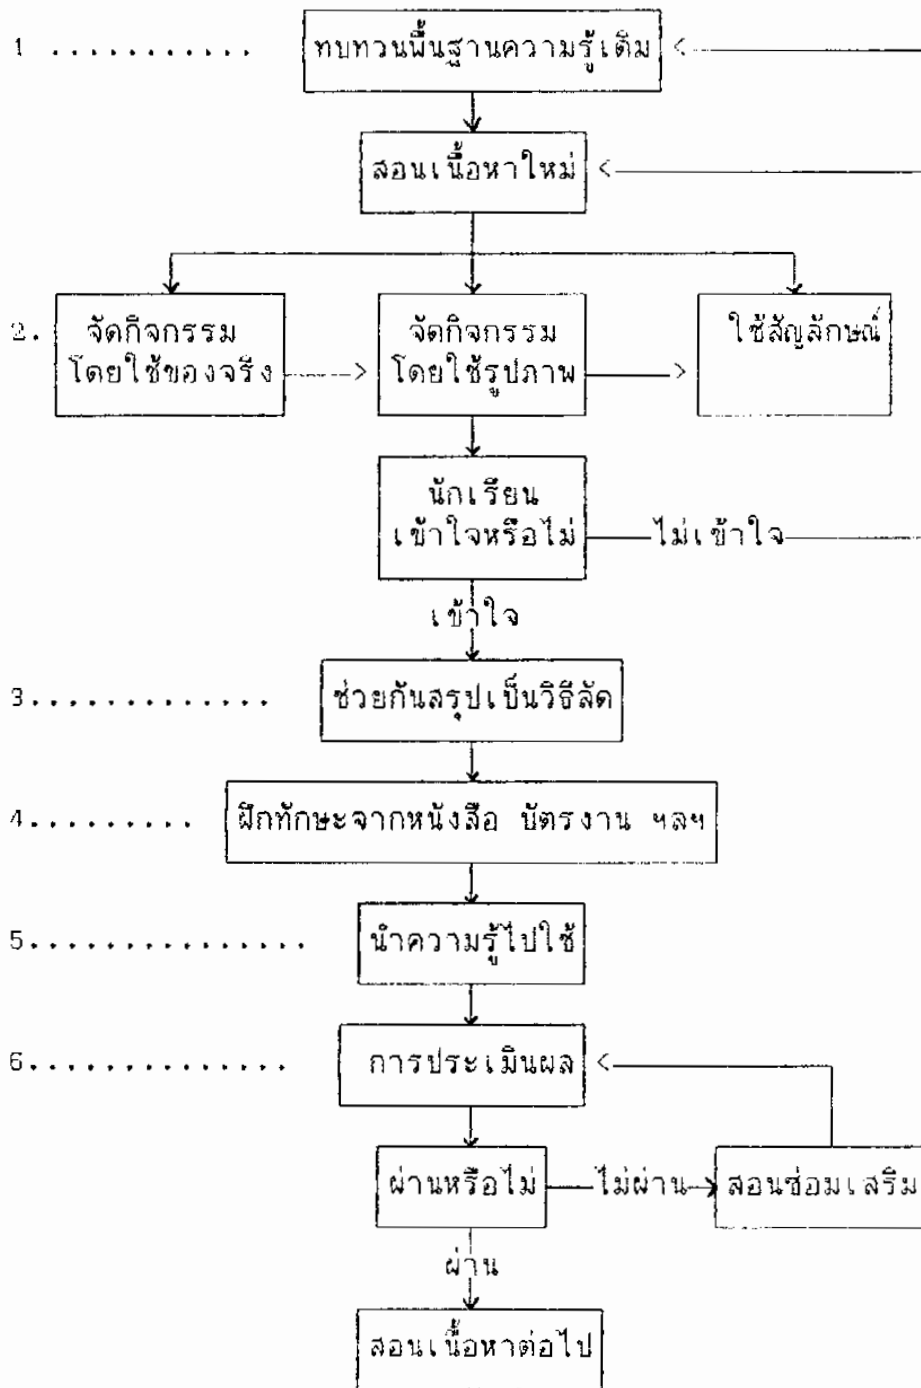 1 ........... ทบทวนพื้นฐานความรู้เดิม
สอนเนื้อหาใหม่
2. จัดกิจกรรม จัดกิจกรรม ใช้สัญลักษณ์
โดยใช้ของจริง โดยใช้รูปภาพ
นักเรียน
เข้าใจหรือไม่ ไม่เข้าใจ
เข้าใจ
3............. ช่วยกันสรุปเป็นวิธีลัด
4......... ฝึกทักษะจากหนังสือ บัตรงาน ฯลฯ
5............... นำความรู้ไปใช้
6.............. การประเมินผล
ผ่านหรือไม่ ไม่ผ่าน สอนซ่อมเสริม
ผ่าน
สอนเนื้อหาต่อไป